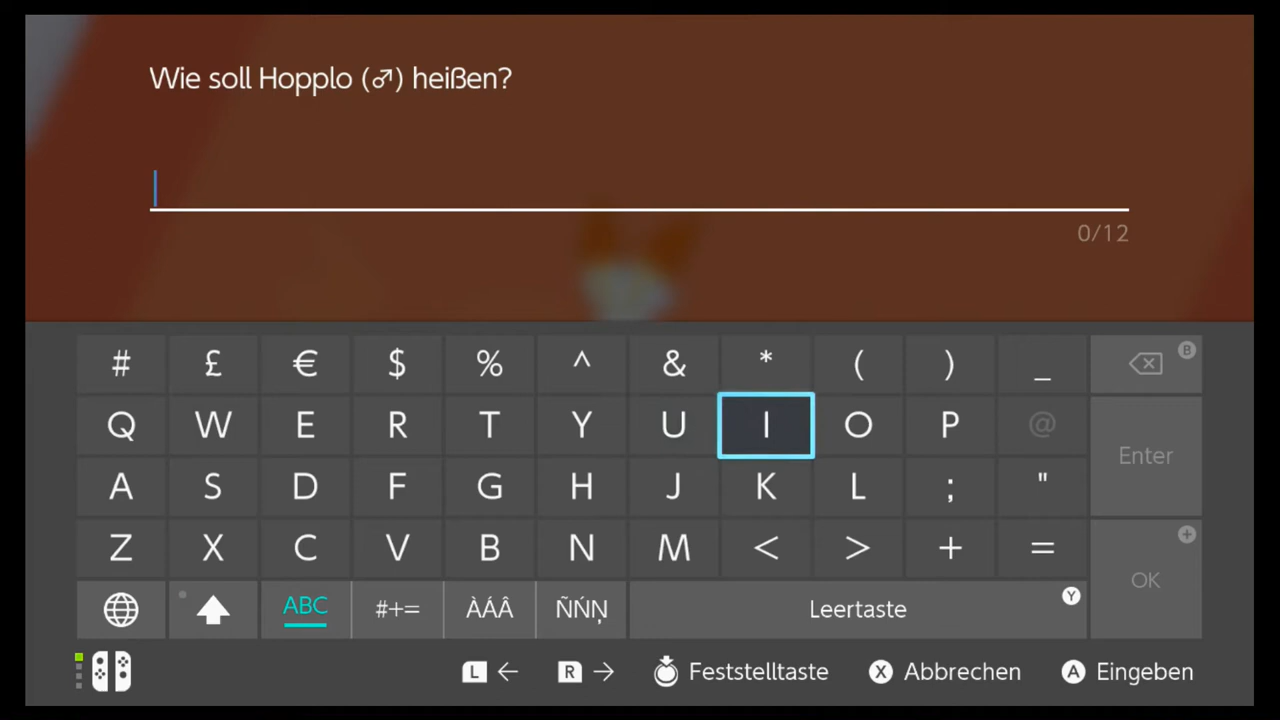 Wie soll Hopplo (♂) heißen?
0/12
# £ € $ % ^ & * ( ) _ B
Q W E R T Y U I O P @ Enter
A S D F G H J K L ; "
Z X C V B N M < > + = + OK
ABC #+= ÀÁÂ ÑŃŅ Leertaste Y
L ← R → Feststelltaste X Abbrechen A Eingeben